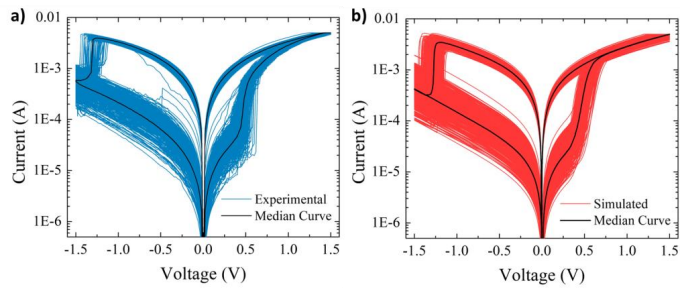 a)
0.01
1E-3
1E-4
1E-5
1E-6
Current (A)
Experimental
Median Curve
-1.5 -1.0 -0.5 0.0 0.5 1.0 1.5
Voltage (V)
b)
0.01
1E-3
1E-4
1E-5
1E-6
Current (A)
Simulated
Median Curve
-1.5 -1.0 -0.5 0.0 0.5 1.0 1.5
Voltage (V)